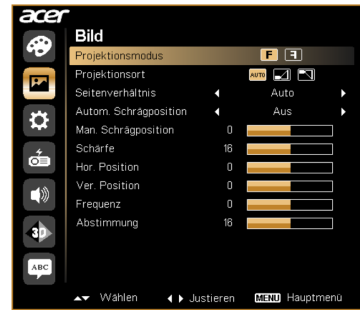 acer
Bild
Projektionsmodus F F
Projektionsort AUTO
Seitenverhältnis Auto
Autom. Schrägposition Aus
Man. Schrägposition 0
Schärfe 16
Hor. Position 0
Ver. Position 0
Frequenz 0
Abstimmung 16
3D
ABC
Wählen Justieren MENU Hauptmenü